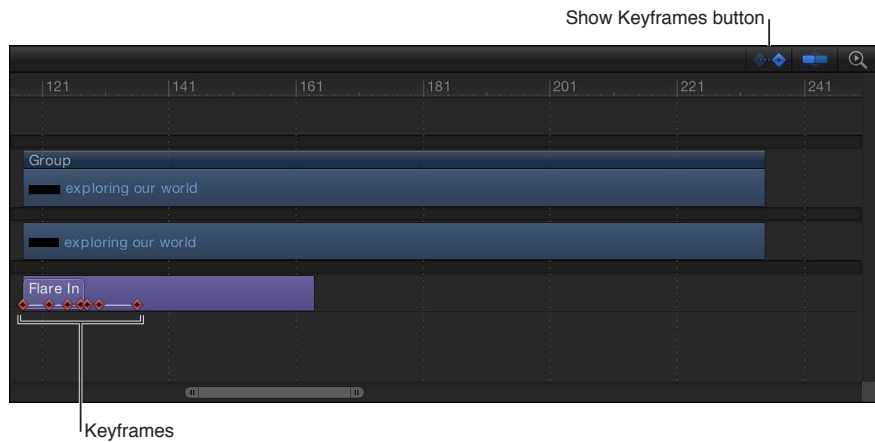 Show Keyframes button
121 141 161 181 201 221 241
Group
exploring our world
exploring our world
Flare In
Keyframes